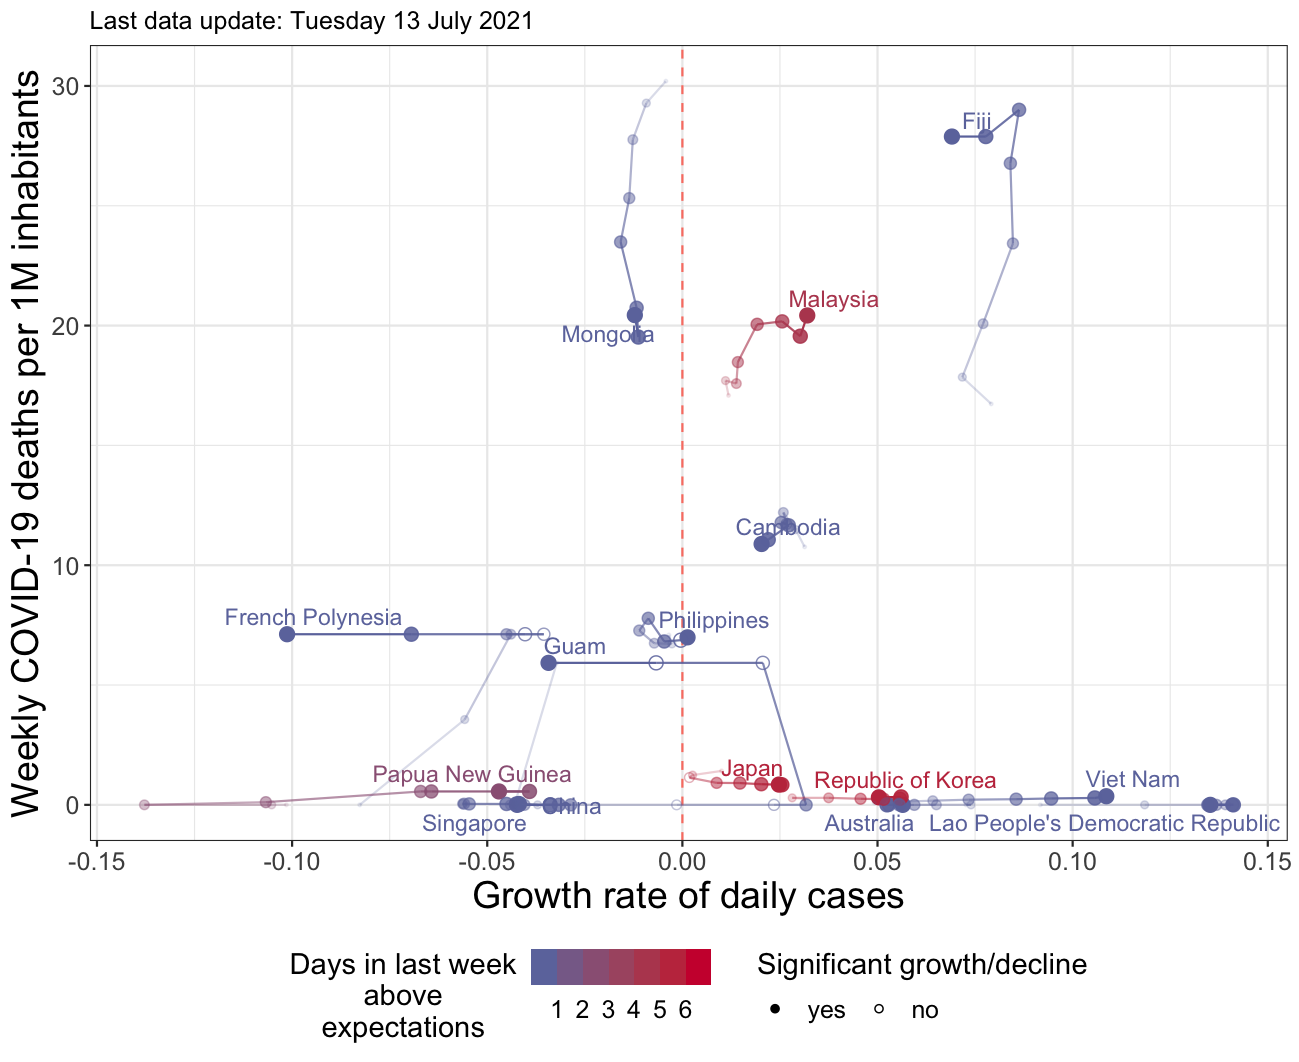 Last data update: Tuesday 13 July 2021
Weekly COVID-19 deaths per 1M inhabitants
30
20
10
0
Fiji
Malaysia
Mongolia
Cambodia
French Polynesia
Philippines
Guam
Japan
Papua New Guinea
Republic of Korea
Viet Nam
China
Singapore
Australia
Lao People's Democratic Republic
-0.15 -0.10 -0.05 0.00 0.05 0.10 0.15
Growth rate of daily cases
Days in last week
above
expectations
1 2 3 4 5 6
Significant growth/decline
yes no